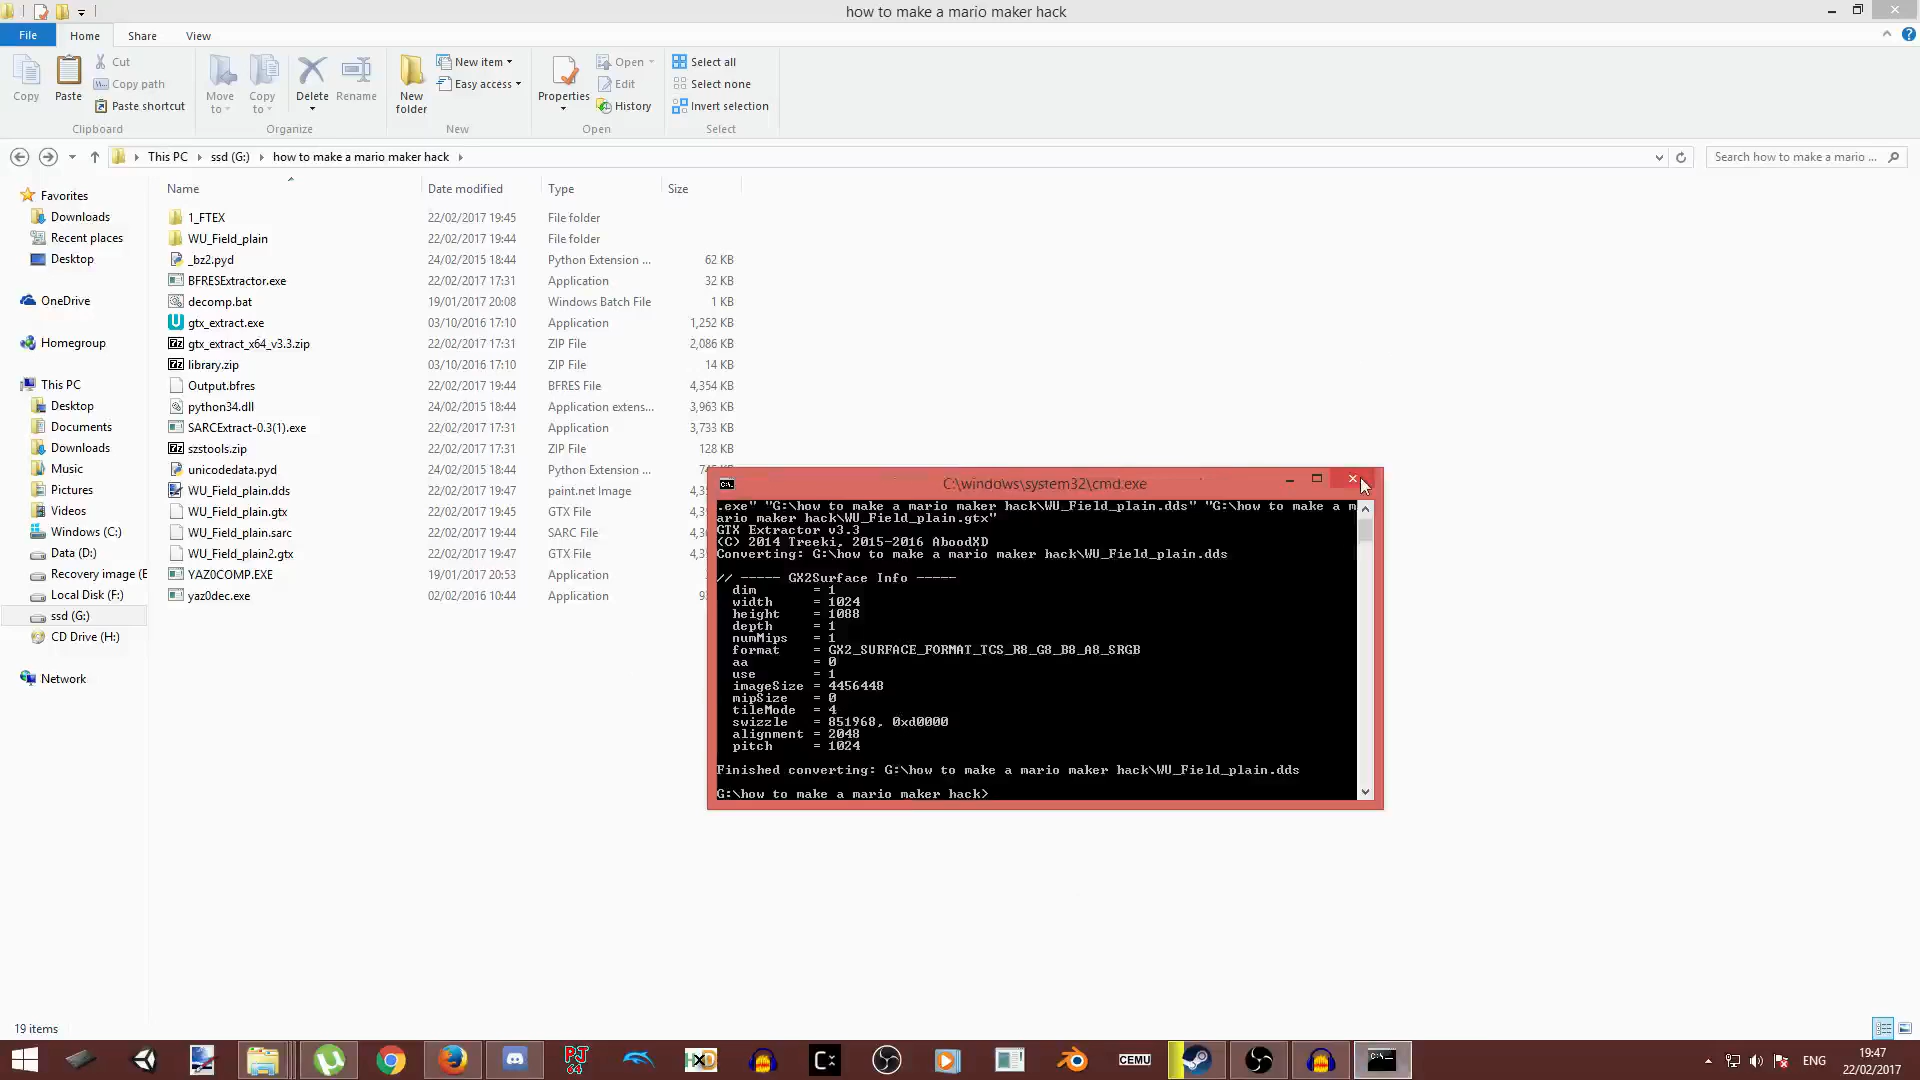 how to make a mario maker hack
File Home Share View
Copy
Paste
Cut
Copy path
Paste shortcut
Clipboard
Move to
Copy to
Delete
Rename
Organize
New folder
New item
Easy access
New
Properties
Open
Edit
History
Open
Select all
Select none
Invert selection
Select
This PC ssd (G:) how to make a mario maker hack
Search how to make a mario ...
Name Date modified Type Size
1_FTEX 22/02/2017 19:45 File folder
WU_Field_plain 22/02/2017 19:44 File folder
_bz2.pyd 24/02/2015 18:44 Python Extension ... 62 KB
BFRESExtractor.exe 22/02/2017 17:31 Application 32 KB
decomp.bat 19/01/2017 20:08 Windows Batch File 1 KB
gtx_extract.exe 03/10/2016 17:10 Application 1,252 KB
gtx_extract_x64_v3.3.zip 22/02/2017 17:31 ZIP File 2,086 KB
library.zip 03/10/2016 17:10 ZIP File 14 KB
Output.bfres 22/02/2017 19:44 BFRES File 4,354 KB
python34.dll 24/02/2015 18:44 Application extens... 3,963 KB
SARCExtract-0.3(1).exe 22/02/2017 17:31 Application 3,733 KB
szstools.zip 22/02/2017 17:31 ZIP File 128 KB
unicodedata.pyd 24/02/2015 18:44 Python Extension ...
WU_Field_plain.dds 22/02/2017 19:47 paint.net Image
WU_Field_plain.gtx 22/02/2017 19:47 GTX File
WU_Field_plain.sarc 22/02/2017 19:44 SARC File
WU_Field_plain2.gtx 22/02/2017 19:47 GTX File
YAZ0COMP.EXE 19/01/2017 20:53 Application
yaz0dec.exe 02/02/2016 10:44 Application
Favorites
Downloads
Recent places
Desktop
OneDrive
Homegroup
This PC
Desktop
Documents
Downloads
Music
Pictures
Videos
Windows (C:)
Data (D:)
Recovery image (E
Local Disk (F:)
ssd (G:)
CD Drive (H:)
Network
C:\windows\system32\cmd.exe
.exe" "G:\how to make a mario maker hack\WU_Field_plain.dds" "G:\how to make a m
ario maker hack\WU_Field_plain.gtx"
GTX Extractor v3.3
(C) 2014 Treeki, 2015-2016 AboodXD
Converting: G:\how to make a mario maker hack\WU_Field_plain.dds
// ----- GX2Surface Info -----
dim = 1
width = 1024
height = 1088
depth = 1
numMips = 1
format = GX2_SURFACE_FORMAT_TCS_R8_G8_B8_A8_SRGB
aa = 0
use = 1
imageSize = 4456448
mipSize = 0
tileMode = 4
swizzle = 851968, 0xd0000
alignment = 2048
pitch = 1024
Finished converting: G:\how to make a mario maker hack\WU_Field_plain.dds
G:\how to make a mario maker hack>
19 items
PJ 64
HXD
CEMU
ENG
19:47
22/02/2017